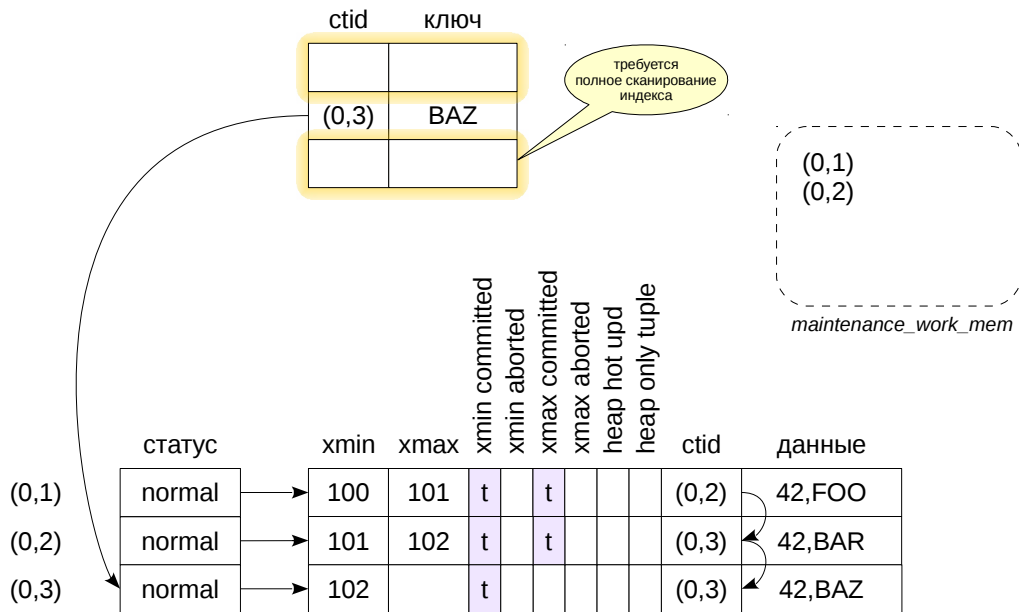 ctid ключ
требуется
полное сканирование
индекса
(0,3) BAZ
(0,1)
(0,2)
maintenance_work_mem
статус xmin xmax xmin committed xmin aborted xmax committed xmax aborted heap hot upd heap only tuple ctid данные
(0,1) normal 100 101 t t (0,2) 42,FOO
(0,2) normal 101 102 t t (0,3) 42,BAR
(0,3) normal 102 t (0,3) 42,BAZ